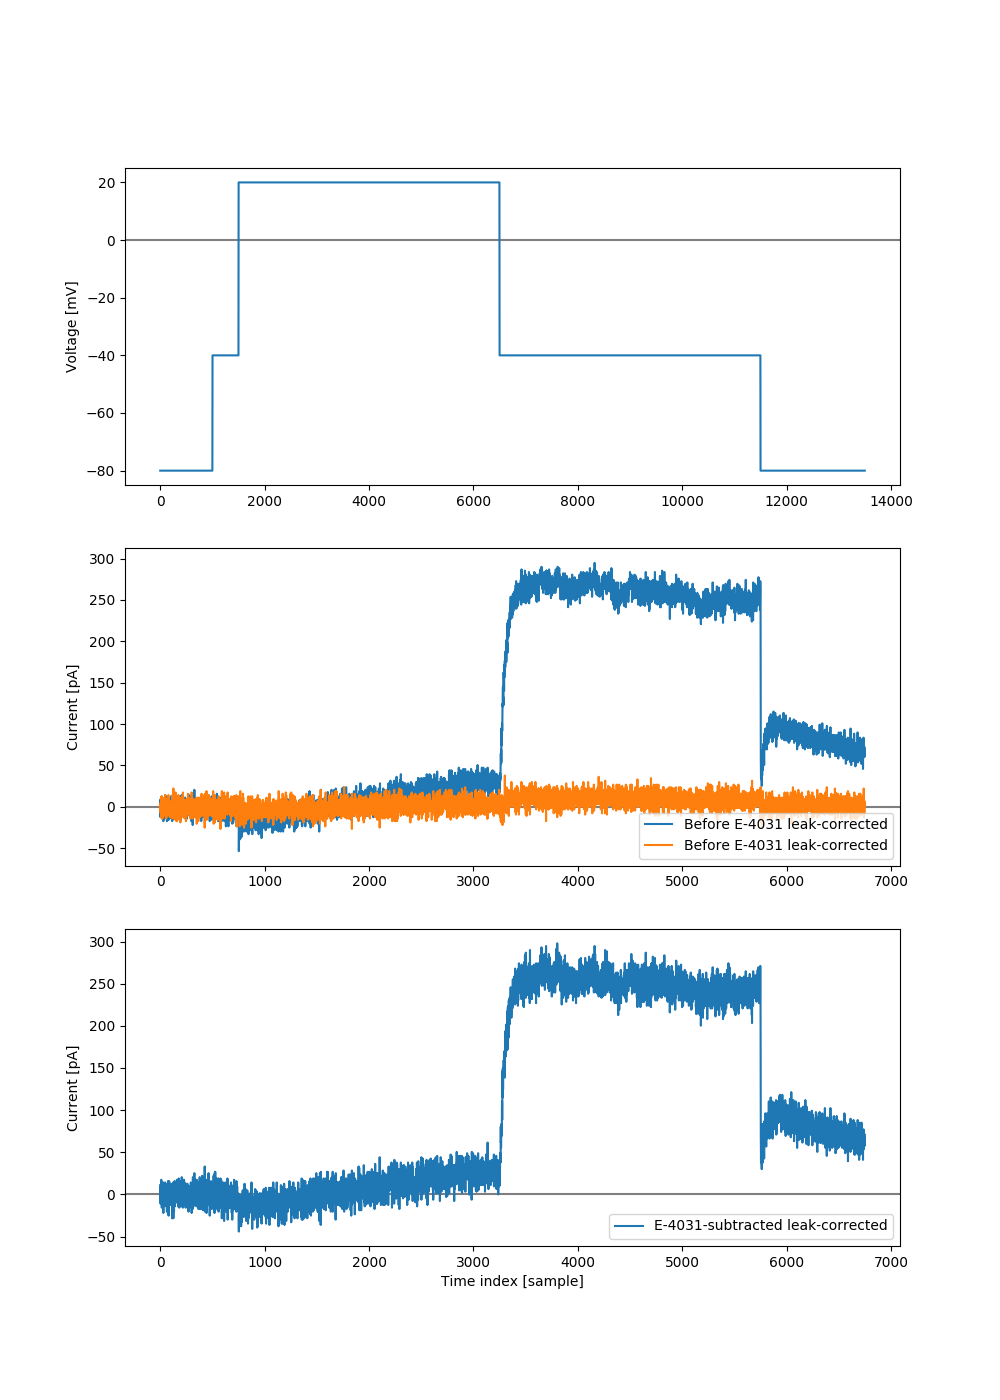 20
0
−20
−40
−60
−80
Voltage [mV]
0 2000 4000 6000 8000 10000 12000 14000
300
250
200
150
100
50
0
−50
Current [pA]
Before E-4031 leak-corrected
Before E-4031 leak-corrected
0 1000 2000 3000 4000 5000 6000 7000
300
250
200
150
100
50
0
−50
Current [pA]
E-4031-subtracted leak-corrected
0 1000 2000 3000 4000 5000 6000 7000
Time index [sample]